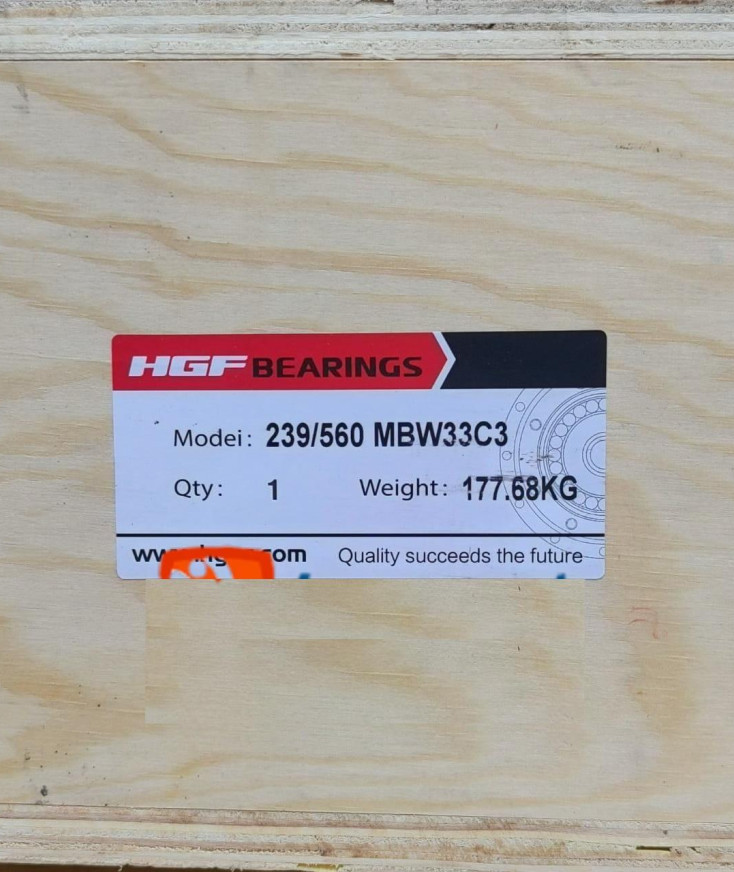 HGF BEARINGS
Modei: 239/560 MBW33C3
Qty: 1 Weight: 177.68KG
Quality succeeds the future